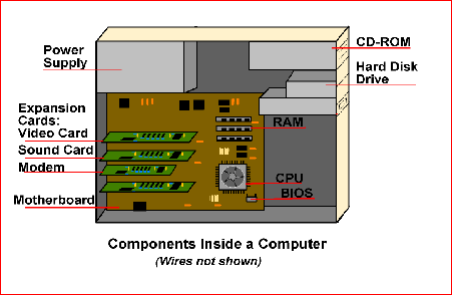 Power
Supply
CD-ROM
Hard Disk
Drive
Expansion
Cards:
Video Card
Sound Card
Modem
Motherboard
RAM
CPU
BIOS
Components Inside a Computer
(Wires not shown)